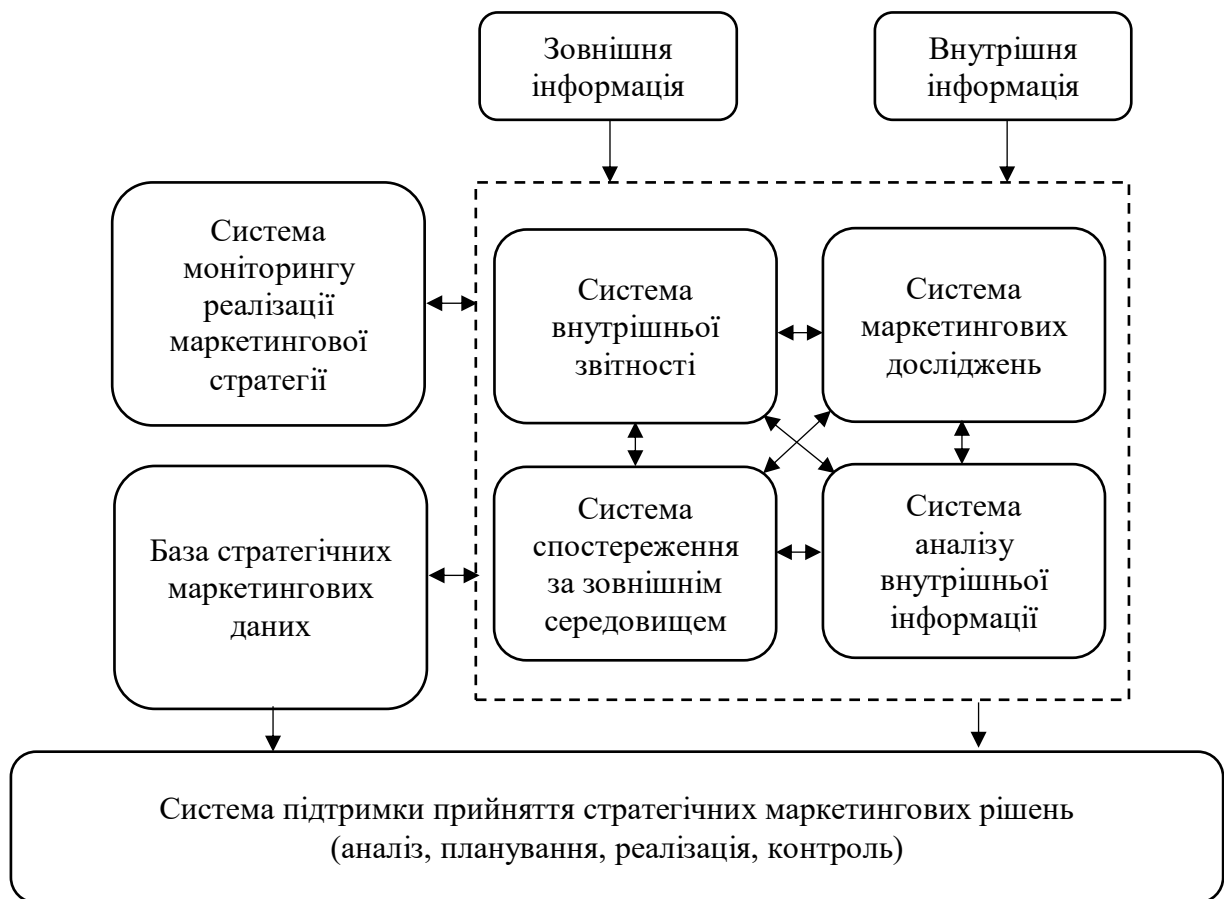 Зовнішня
інформація
Внутрішня
інформація
Система
моніторингу
реалізації
маркетингової
стратегії
Система
внутрішньої
звітності
Система
маркетингових
досліджень
База стратегічних
маркетингових
даних
Система
спостереження
за зовнішнім
середовищем
Система
аналізу
внутрішньої
інформації
Система підтримки прийняття стратегічних маркетингових рішень
(аналіз, планування, реалізація, контроль)